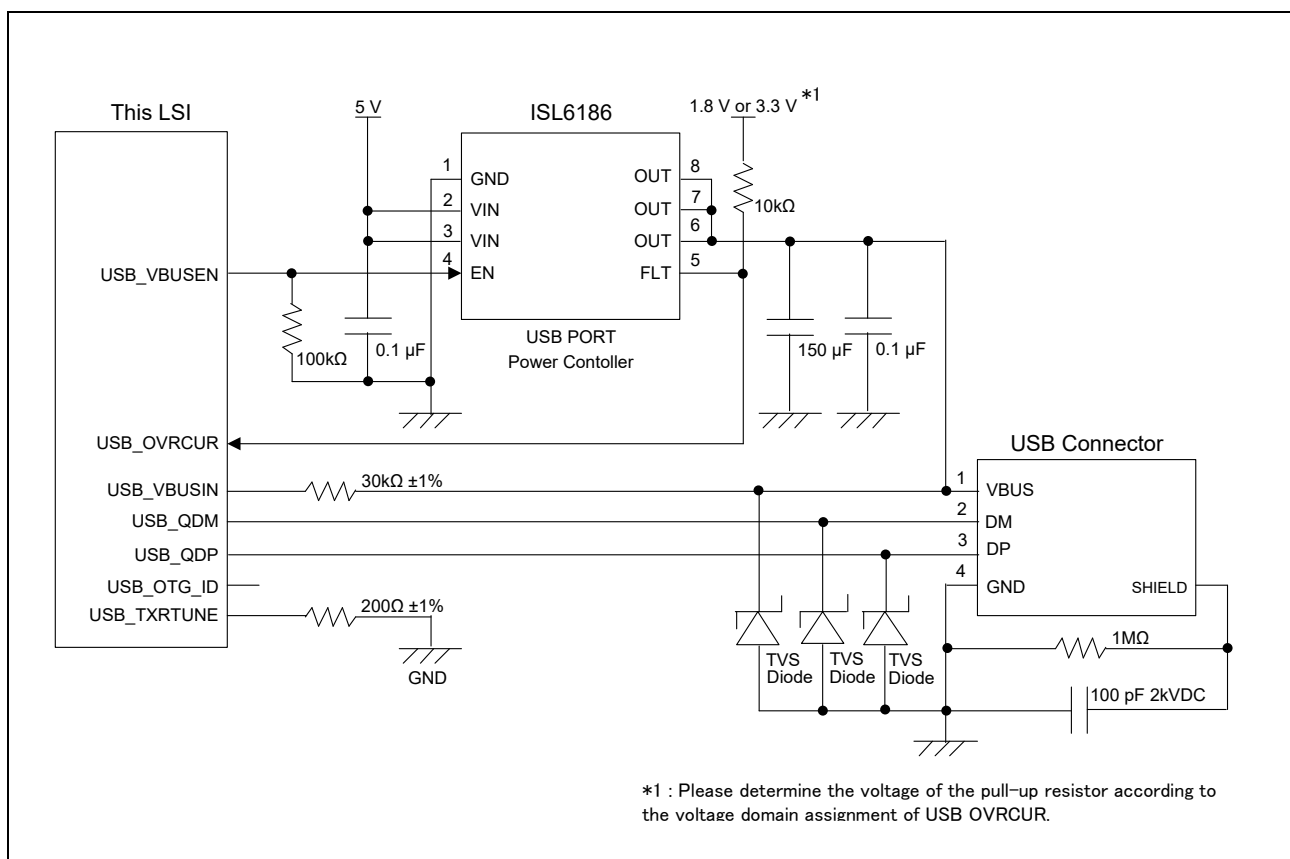 This LSI
5 V
ISL6186
1.8 V or 3.3 V *1
1
GND
2
VIN
3
VIN
4
EN
OUT
8
OUT
7
OUT
6
FLT
5
10kΩ
USB_VBUSEN
100kΩ
0.1 µF
USB PORT
Power Contoller
150 µF
0.1 µF
USB_OVRCUR
USB Connector
USB_VBUSIN
30kΩ ±1%
1
VBUS
USB_QDM
2
DM
USB_QDP
3
DP
USB_OTG_ID
4
GND
SHIELD
USB_TXRTUNE
200Ω ±1%
GND
TVS
Diode
TVS
Diode
TVS
Diode
1MΩ
100 pF 2kVDC
*1 : Please determine the voltage of the pull-up resistor according to
the voltage domain assignment of USB OVRCUR.